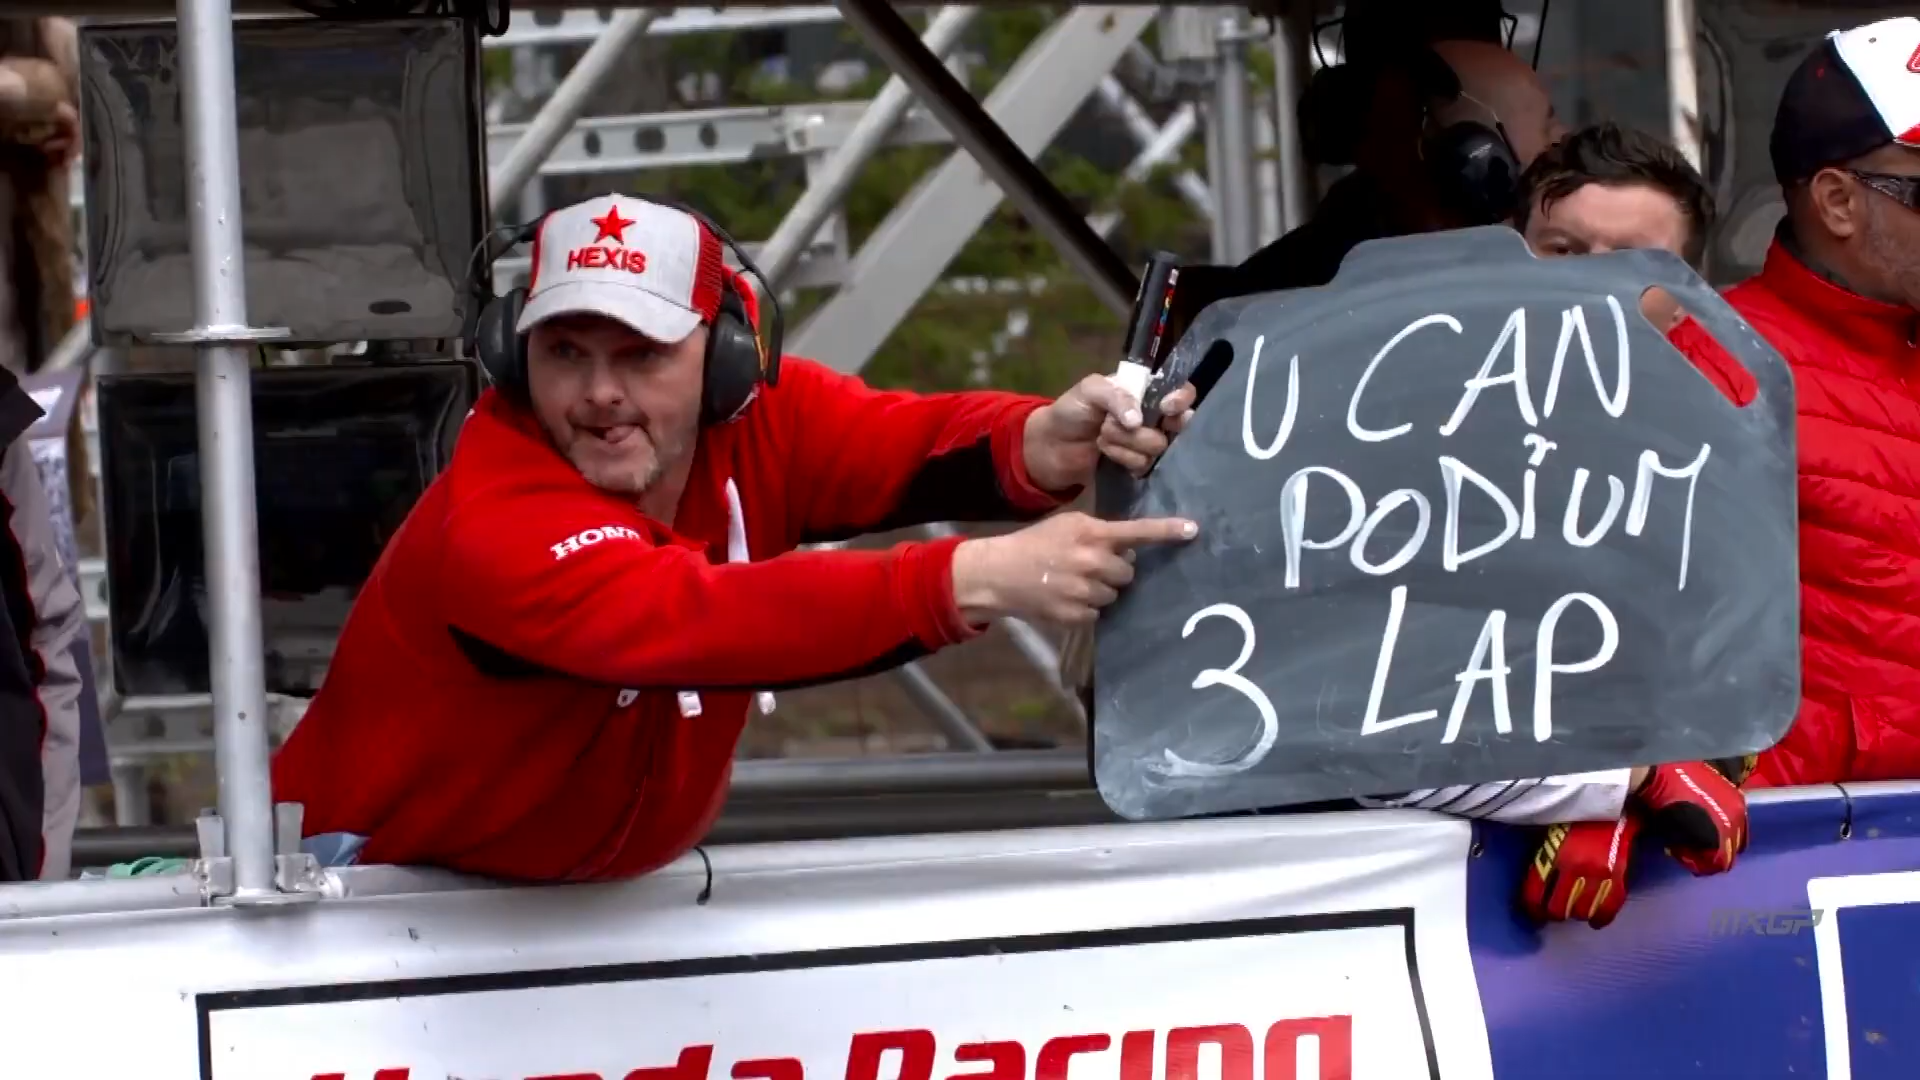 HEXIS
HONDA
U CAN
PODIUM
3 LAP
MXGP
Honda Racing